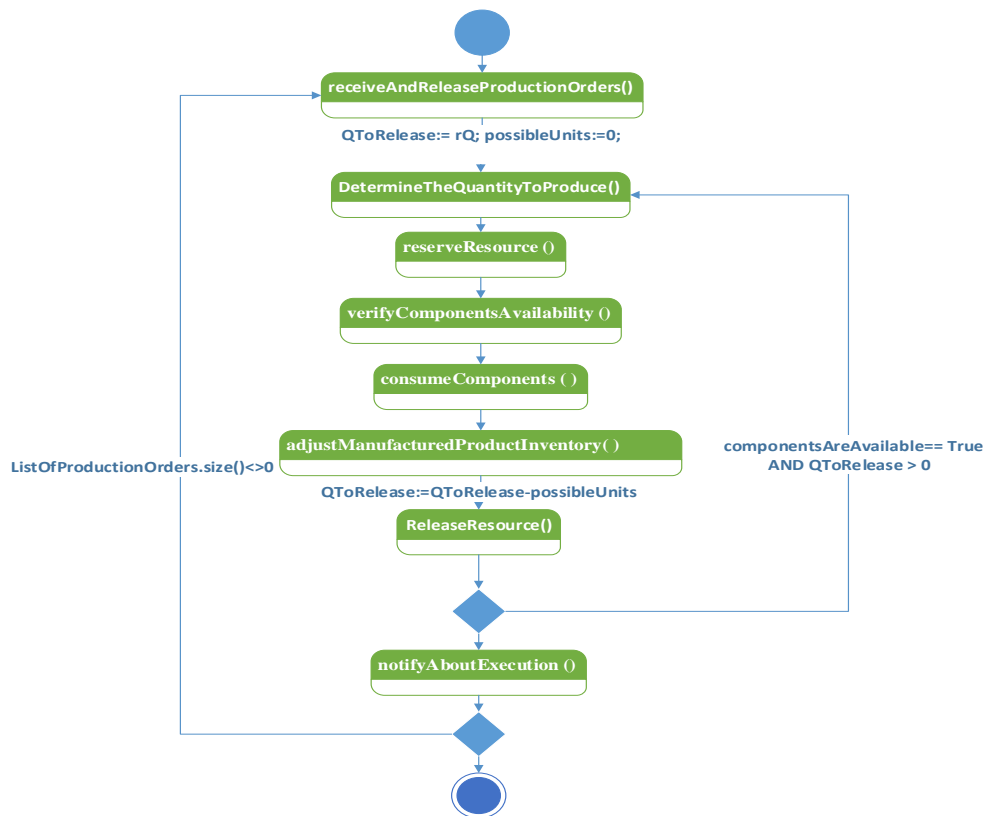 receiveAndReleaseProductionOrders()
QToRelease:= rQ; possibleUnits:=0;
DetermineTheQuantityToProduce()
reserveResource ()
verifyComponentsAvailability ()
consumeComponents ( )
adjustManufacturedProductInventory( )
componentsAreAvailable== True
AND QToRelease > 0
ListOfProductionOrders.size()<>0
QToRelease:=QToRelease-possibleUnits
ReleaseResource()
notifyAboutExecution ()